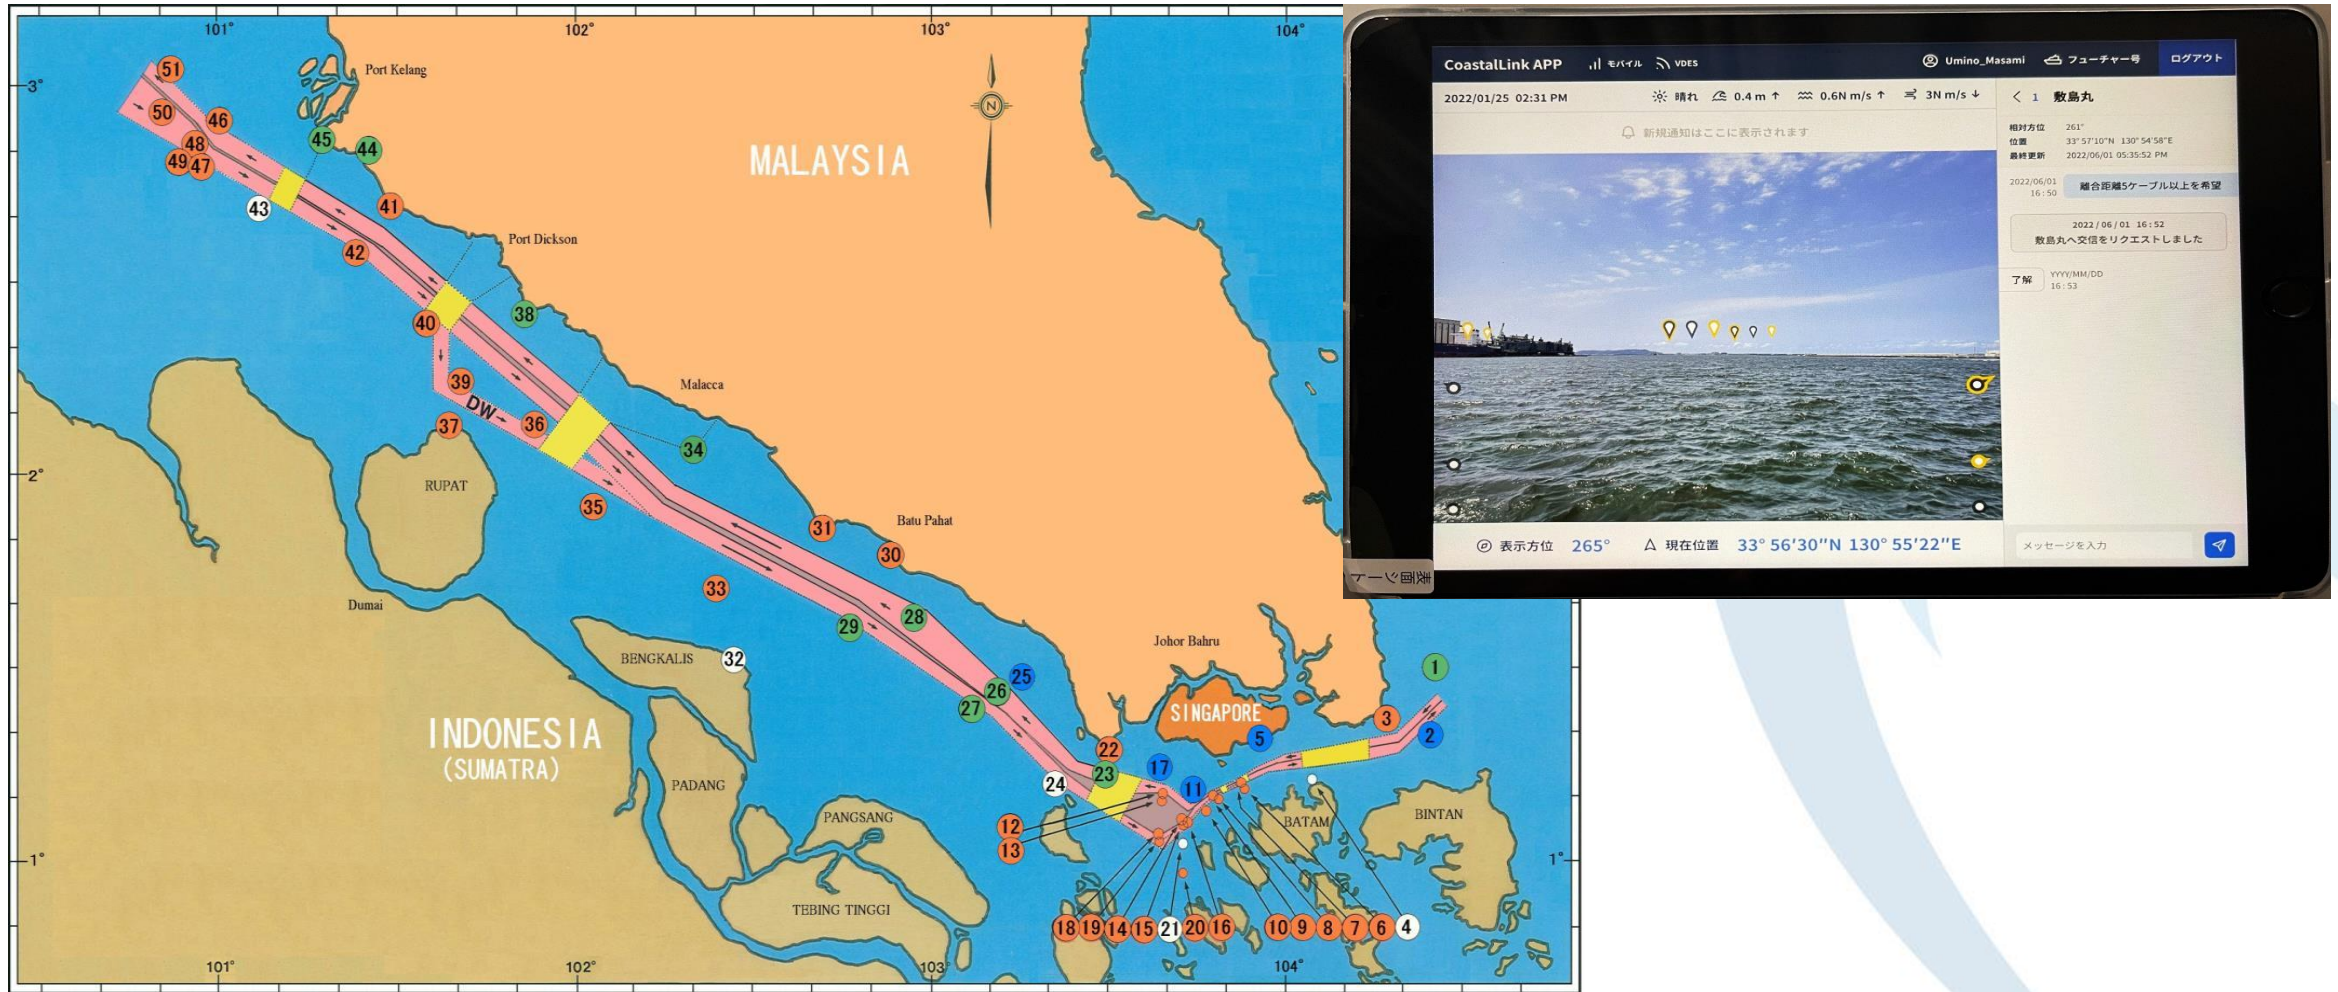 101°
102°
103°
104°
3°
2°
1°
1°
101°
102°
103°
104°
N
MALAYSIA
Port Kelang
Port Dickson
Malacca
Batu Pahat
Johor Bahru
SINGAPORE
INDONESIA
(SUMATRA)
RUPAT
Dumai
BENGKALIS
PADANG
PANGSANG
TEBING TINGGI
BATAM
BINTAN
DW
51
50
46
48
49
47
45
44
43
41
42
40
38
39
37
36
34
35
31
30
33
32
29
28
27
26
25
24
23
22
17
11
5
3
2
1
12
13
18
19
14
15
21
20
16
10
9
8
7
6
4
CoastalLink APP モバイル VDES Umino_Masami フューチャー号 ログアウト
2022/01/25 02:31 PM 晴れ 0.4 m ↑ 0.6N m/s ↑ 3N m/s ↓
新規通知はここに表示されます
表示方位 265° 現在位置 33° 56'30"N 130° 55'22"E
< 1 敷島丸
相対方位 261°
位置 33° 57'10"N 130° 54'58"E
最終更新 2022/06/01 05:35:52 PM
2022/06/01
16:50
離合距離5ケーブル以上を希望
2022/06/01 16:52
敷島丸へ交信をリクエストしました
了解
YYYY/MM/DD
16:53
メッセージを入力
表面シート